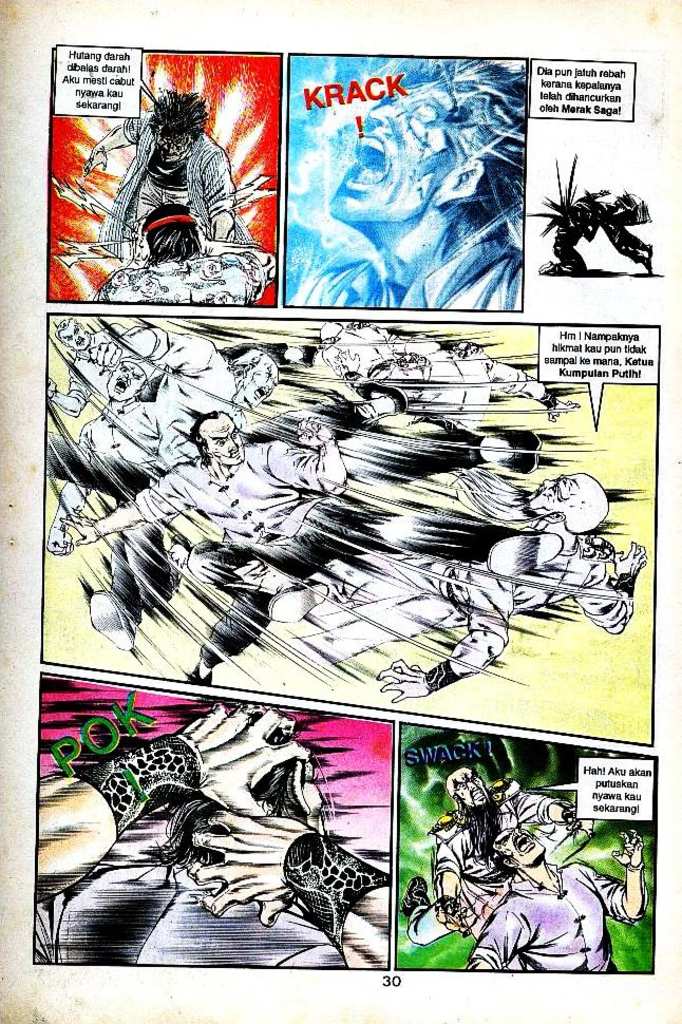 Hutang darah
dibalas darah!
Aku mesti cabut
nyawa kau
sekarang!
KRACK
!
Dia pun jatuh rebah
kerana kepalanya
telah dihancurkan
oleh Merak Saga!
Hm ! Nampaknya
hikmat kau pun tidak
sampai ke mana, Ketua
Kumpulan Putih!
POK
!
SWACK !
Hah! Aku akan
putuskan
nyawa kau
sekarang!
30